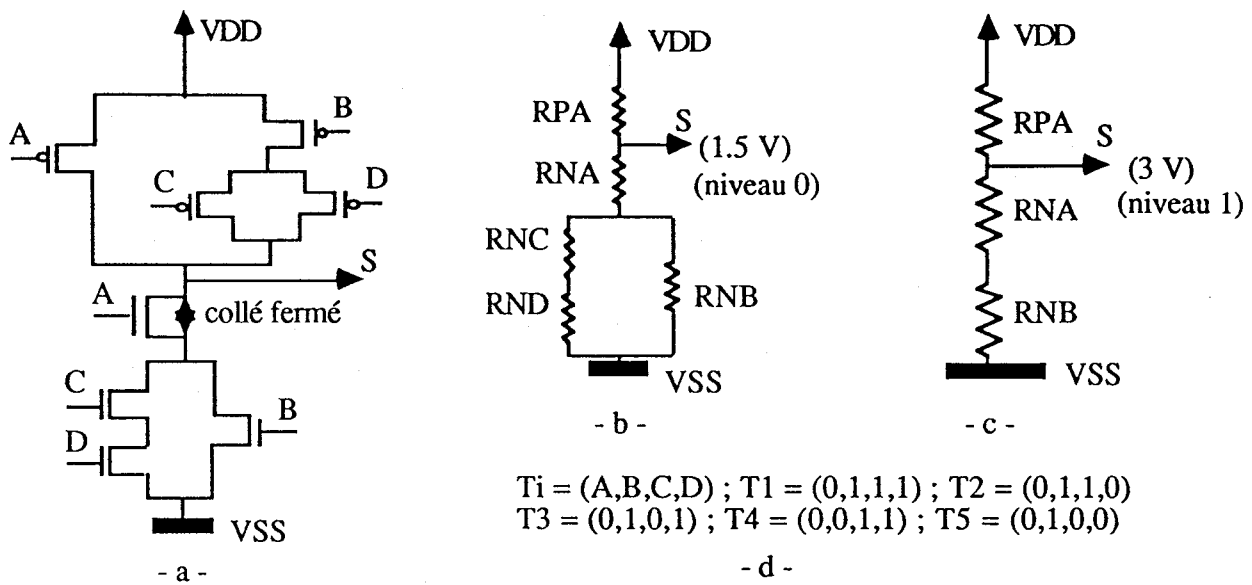 VDD
B
A
C
D
S
A
collé fermé
C
B
D
VSS
- a -
VDD
RPA
S
(1.5 V)
(niveau 0)
RNA
RNC
RND
RNB
VSS
- b -
VDD
RPA
S
(3 V)
(niveau 1)
RNA
RNB
VSS
- c -
Ti = (A,B,C,D) ; T1 = (0,1,1,1) ; T2 = (0,1,1,0)
T3 = (0,1,0,1) ; T4 = (0,0,1,1) ; T5 = (0,1,0,0)
- d -